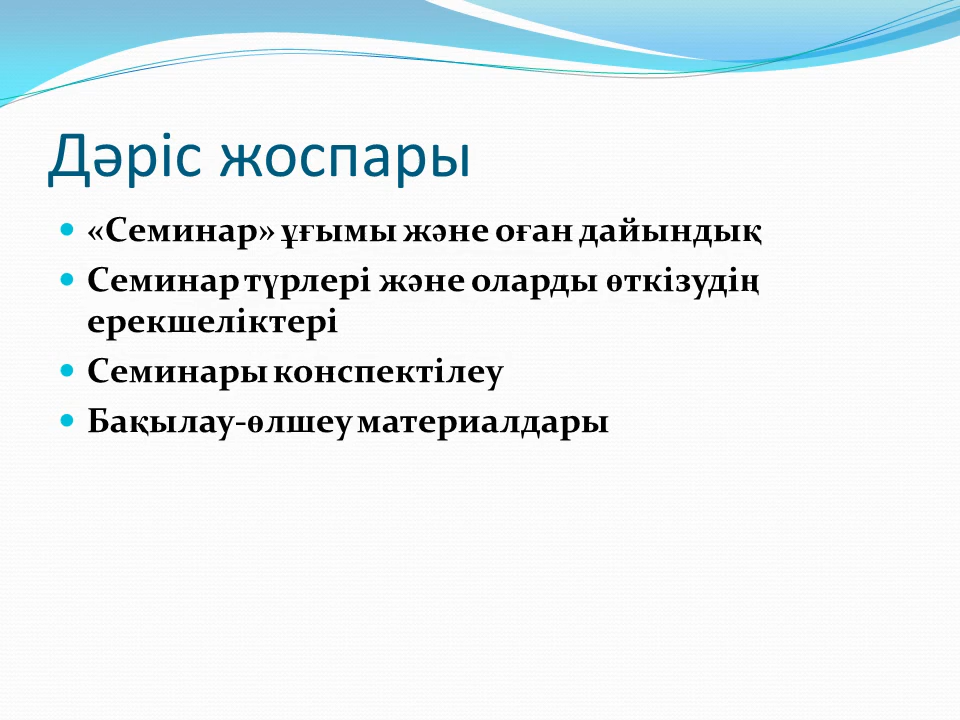 Дәріс жоспары
«Семинар» ұғымы және оған дайындық
Семинар түрлері және оларды өткізудің
ерекшеліктері
Семинары конспектілеу
Бақылау-өлшеу материалдары